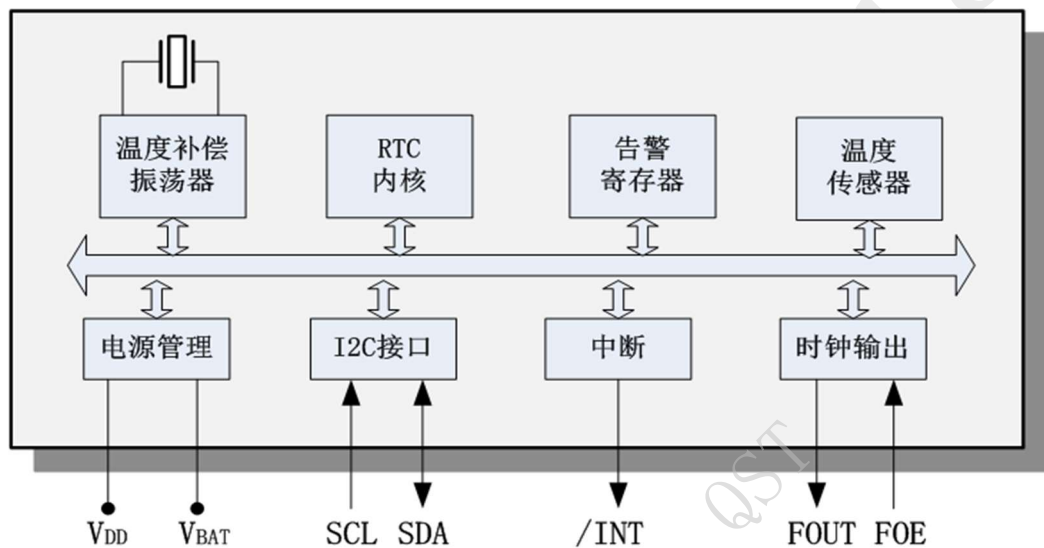 温度补偿
振荡器
RTC
内核
告警
寄存器
温度
传感器
电源管理
I2C接口
中断
时钟输出
VDD
VBAT
SCL
SDA
/INT
FOUT
FOE
QST